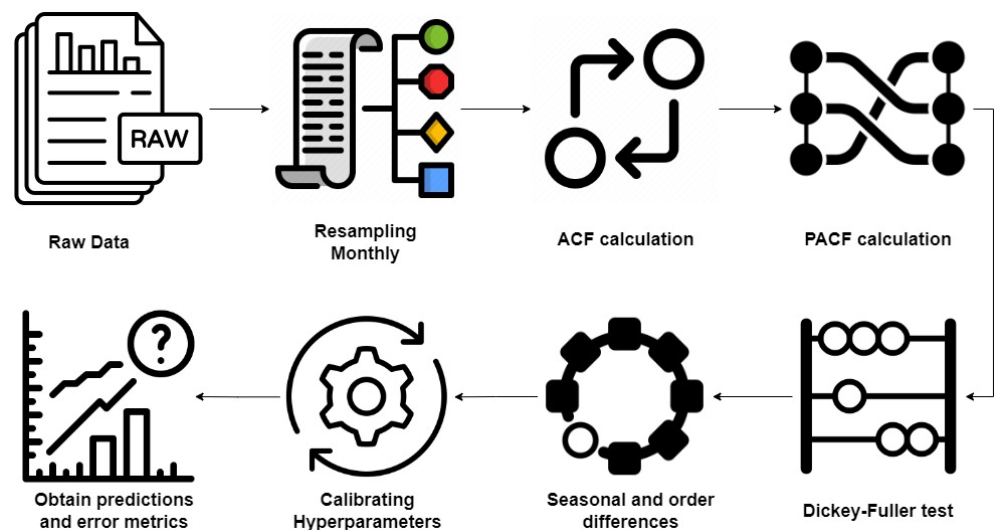 RAW
Raw Data
Resampling
Monthly
ACF calculation
PACF calculation
?
Dickey-Fuller test
Seasonal and order
differences
Calibrating
Hyperparameters
Obtain predictions
and error metrics